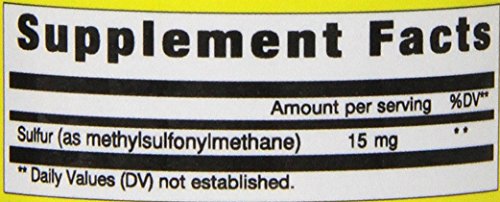 Supplement Facts
Amount per serving %DV**
Sulfur (as methylsulfonylmethane) 15 mg **
** Daily Values (DV) not established.